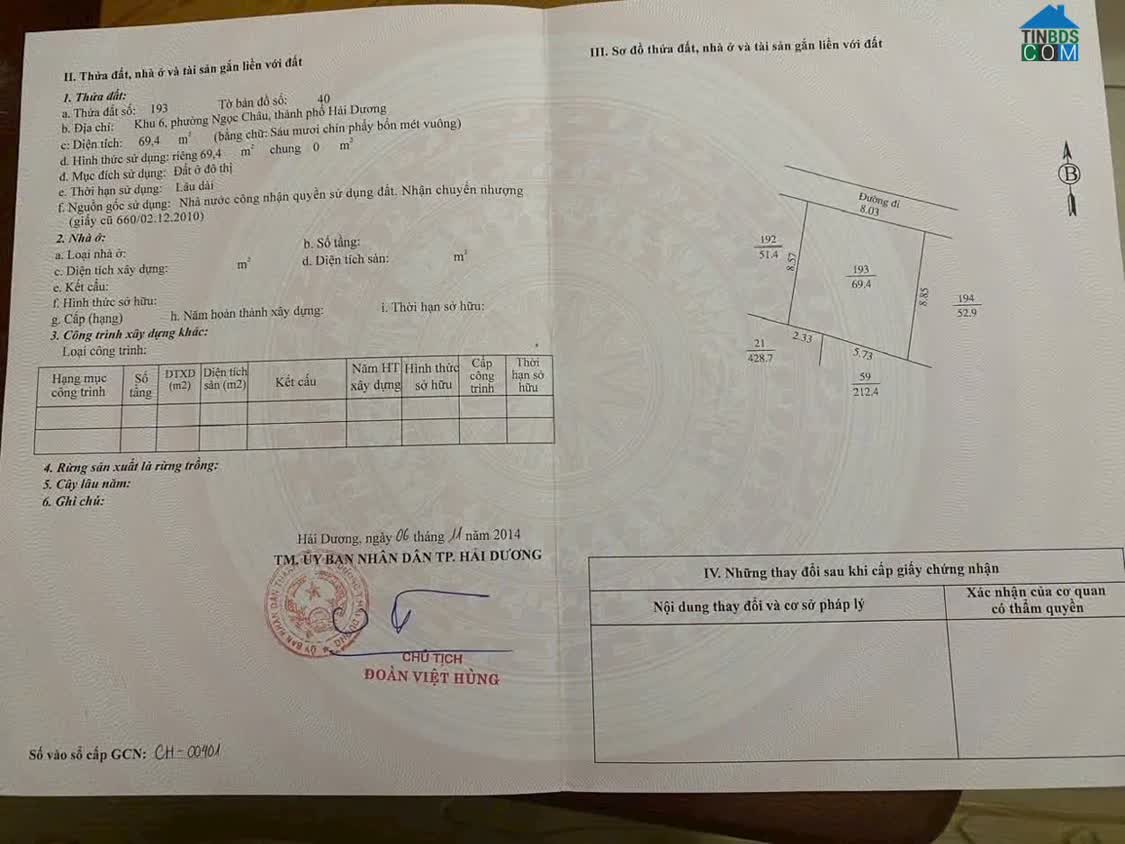 II. Thửa đất, nhà ở và tài sản gắn liền với đất
1. Thửa đất:
a. Thửa đất số: 193 Tờ bản đồ số: 40
b. Địa chỉ: Khu 6, phường Ngọc Châu, thành phố Hải Dương
c: Diện tích: 69,4 m² (bằng chữ: Sáu mươi chín phẩy bốn mét vuông)
d. Hình thức sử dụng: riêng 69,4 m² chung 0 m²
đ. Mục đích sử dụng: Đất ở đô thị
e. Thời hạn sử dụng: Lâu dài
f. Nguồn gốc sử dụng: Nhà nước công nhận quyền sử dụng đất. Nhận chuyển nhượng
(giấy cũ 660/02.12.2010)
2. Nhà ở:
a. Loại nhà ở: b. Số tầng:
c. Diện tích xây dựng: m² d. Diện tích sàn: m²
e. Kết cấu:
f. Hình thức sở hữu:
g. Cấp (hạng) h. Năm hoàn thành xây dựng: i. Thời hạn sở hữu:
3. Công trình xây dựng khác:
Loại công trình:
Hạng mục công trình Số tầng DTXD (m2) Diện tích sàn (m2) Kết cấu Năm HT xây dựng Hình thức sở hữu Cấp công trình Thời hạn sở hữu
4. Rừng sản xuất là rừng trồng:
5. Cây lâu năm:
6. Ghi chú:
Hải Dương, ngày 06 tháng 11 năm 2014
TM. ỦY BAN NHÂN DÂN TP. HẢI DƯƠNG
CHỦ TỊCH
ĐOÀN VIỆT HÙNG
Số vào sổ cấp GCN: CH-00401
III. Sơ đồ thửa đất, nhà ở và tài sản gắn liền với đất
TINBDS
COM
B
Đường đi
8.03
192
51.4
8.57
193
69.4
8.85
194
52.9
21
428.7
2.33
5.73
59
212.4
IV. Những thay đổi sau khi cấp giấy chứng nhận
Nội dung thay đổi và cơ sở pháp lý
Xác nhận của cơ quan
có thẩm quyền